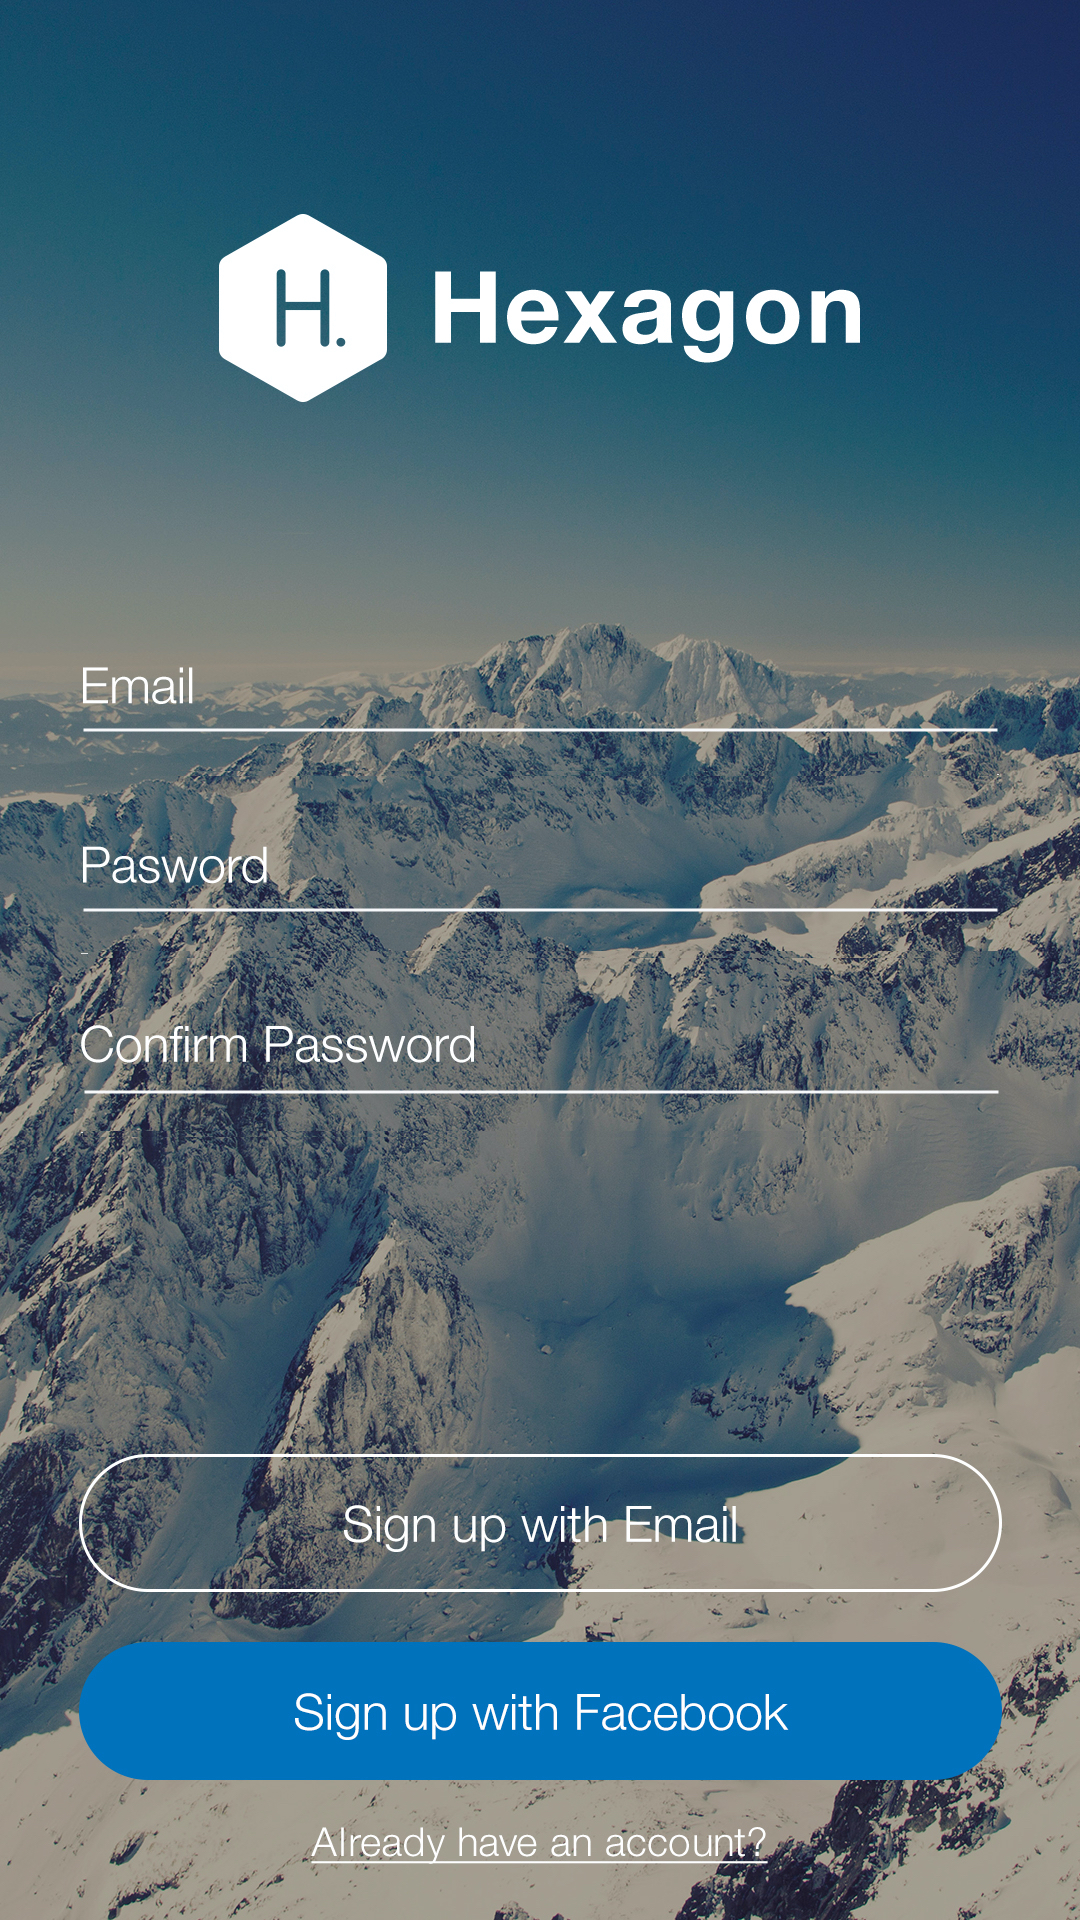 H.
Hexagon
Email
Pasword
Confirm Password
Sign up with Email
Sign up with Facebook
Already have an account?